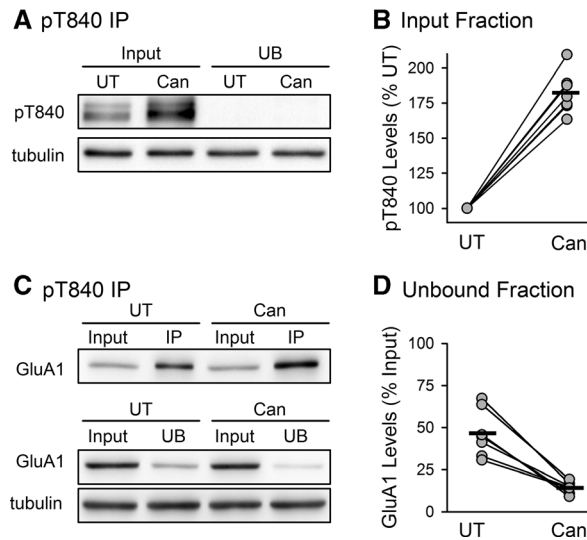 A pT840 IP
Input UB
UT Can UT Can
pT840
tubulin
B Input Fraction
pT840 Levels (% UT)
200
175
150
125
100
UT Can
C pT840 IP
UT Can
Input IP Input IP
GluA1
UT Can
Input UB Input UB
GluA1
tubulin
D Unbound Fraction
GluA1 Levels (% Input)
100
75
50
25
0
UT Can